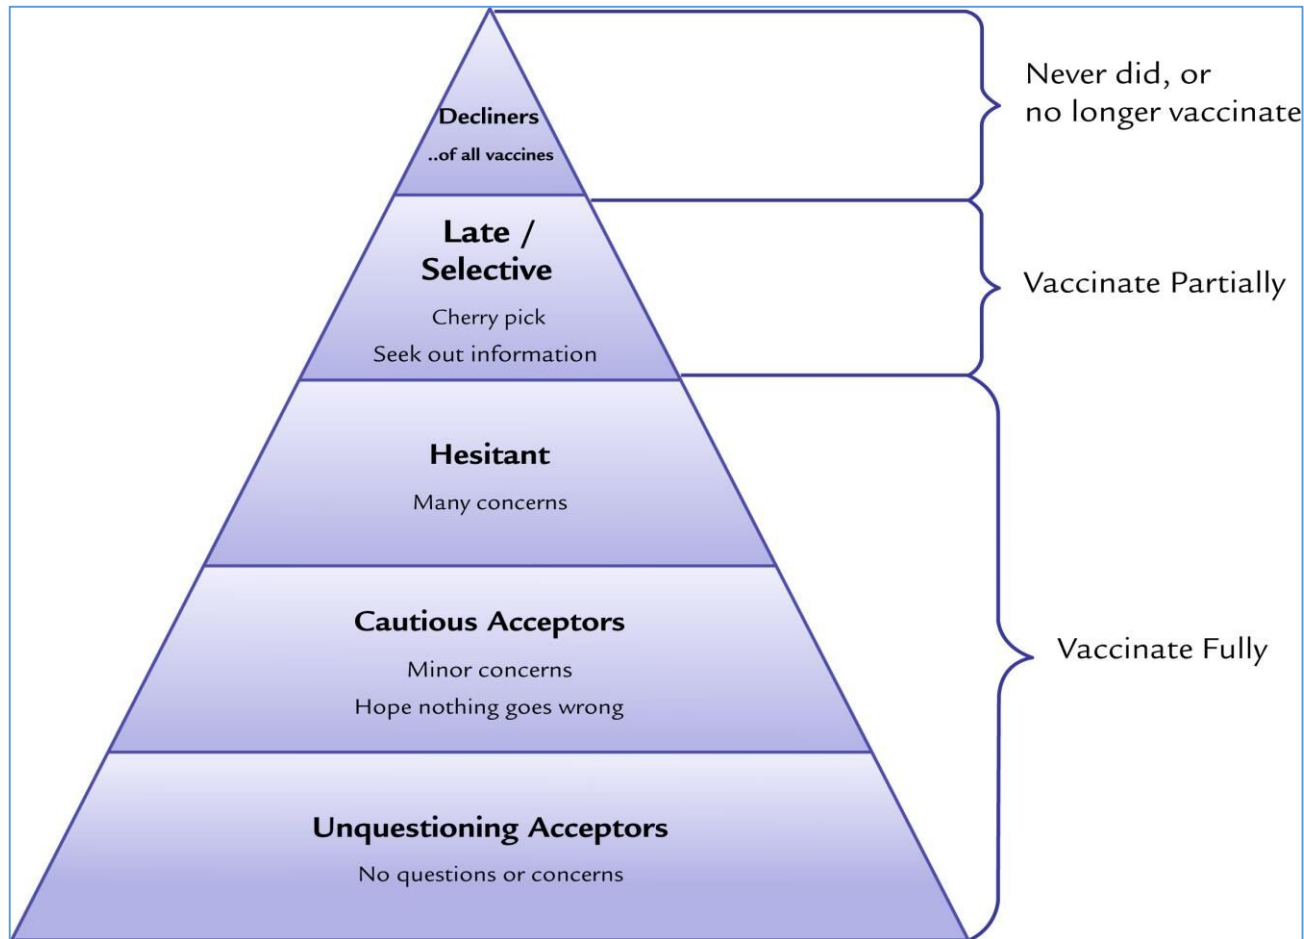 Decliners
..of all vaccines
Never did, or
no longer vaccinate
Late /
Selective
Cherry pick
Seek out information
Vaccinate Partially
Hesitant
Many concerns
Cautious Acceptors
Minor concerns
Hope nothing goes wrong
Vaccinate Fully
Unquestioning Acceptors
No questions or concerns